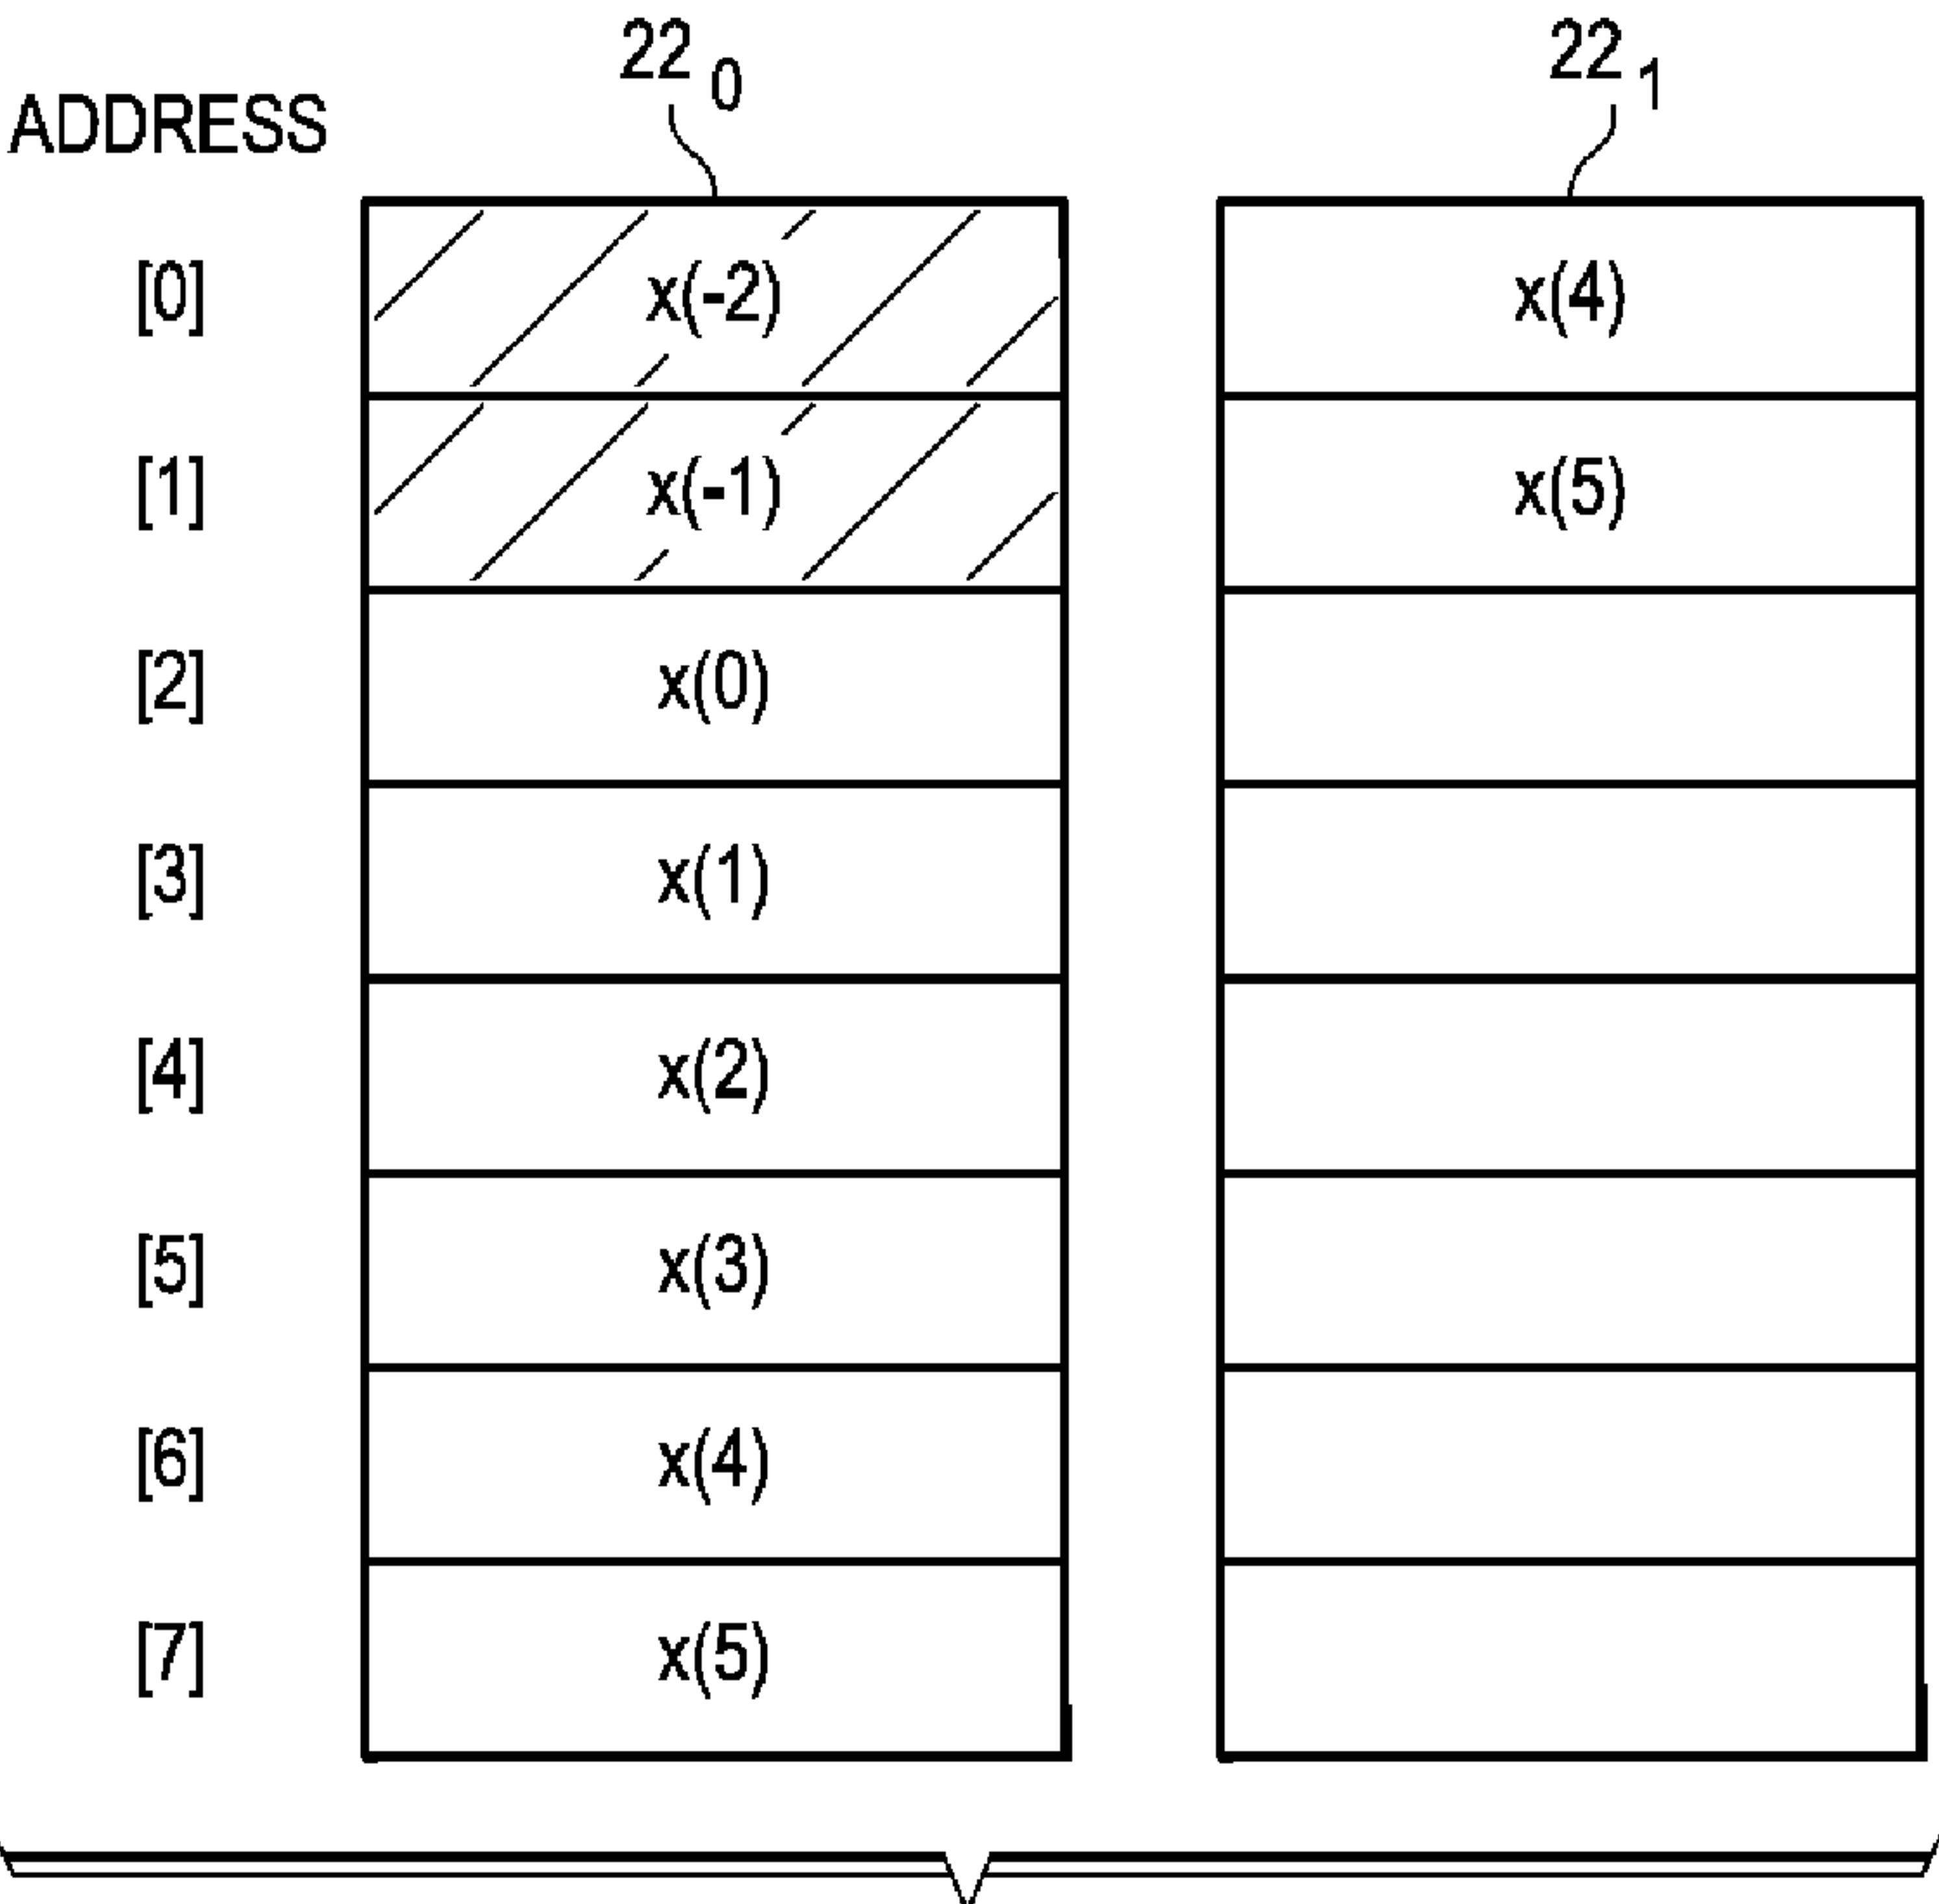 22 0 22 1
ADDRESS
[0] x(-2) x(4)
[1] x(-1) x(5)
[2] x(0)
[3] x(1)
[4] x(2)
[5] x(3)
[6] x(4)
[7] x(5)